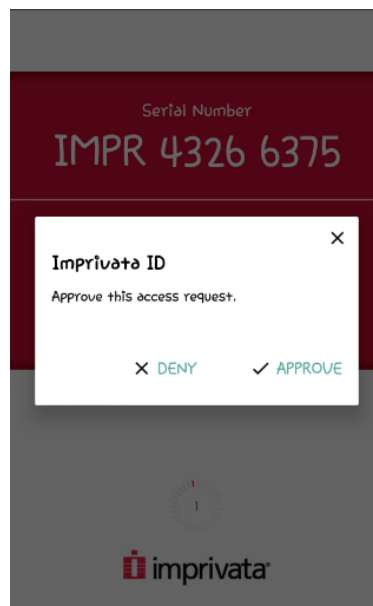 Serial Number
IMPR 4326 6375
Imprivata ID
Approve this access request.
DENY
APPROVE
1
imprivata®